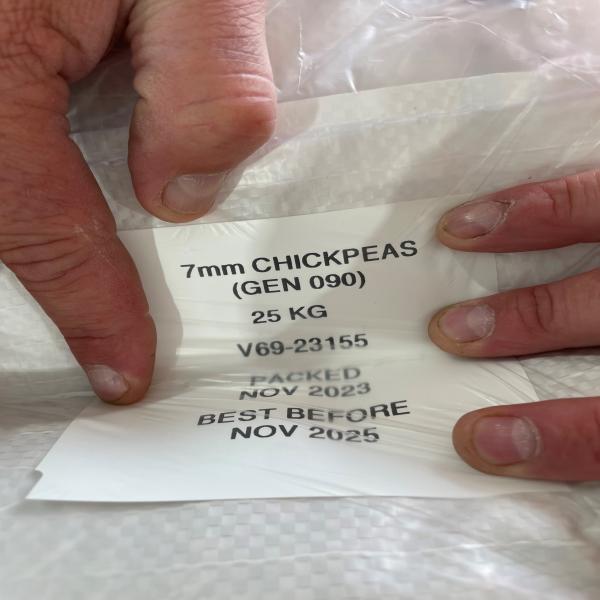 7mm CHICKPEAS
(GEN 090)
25 KG
V69-23155
PACKED
NOV 2023
BEST BEFORE
NOV 2025